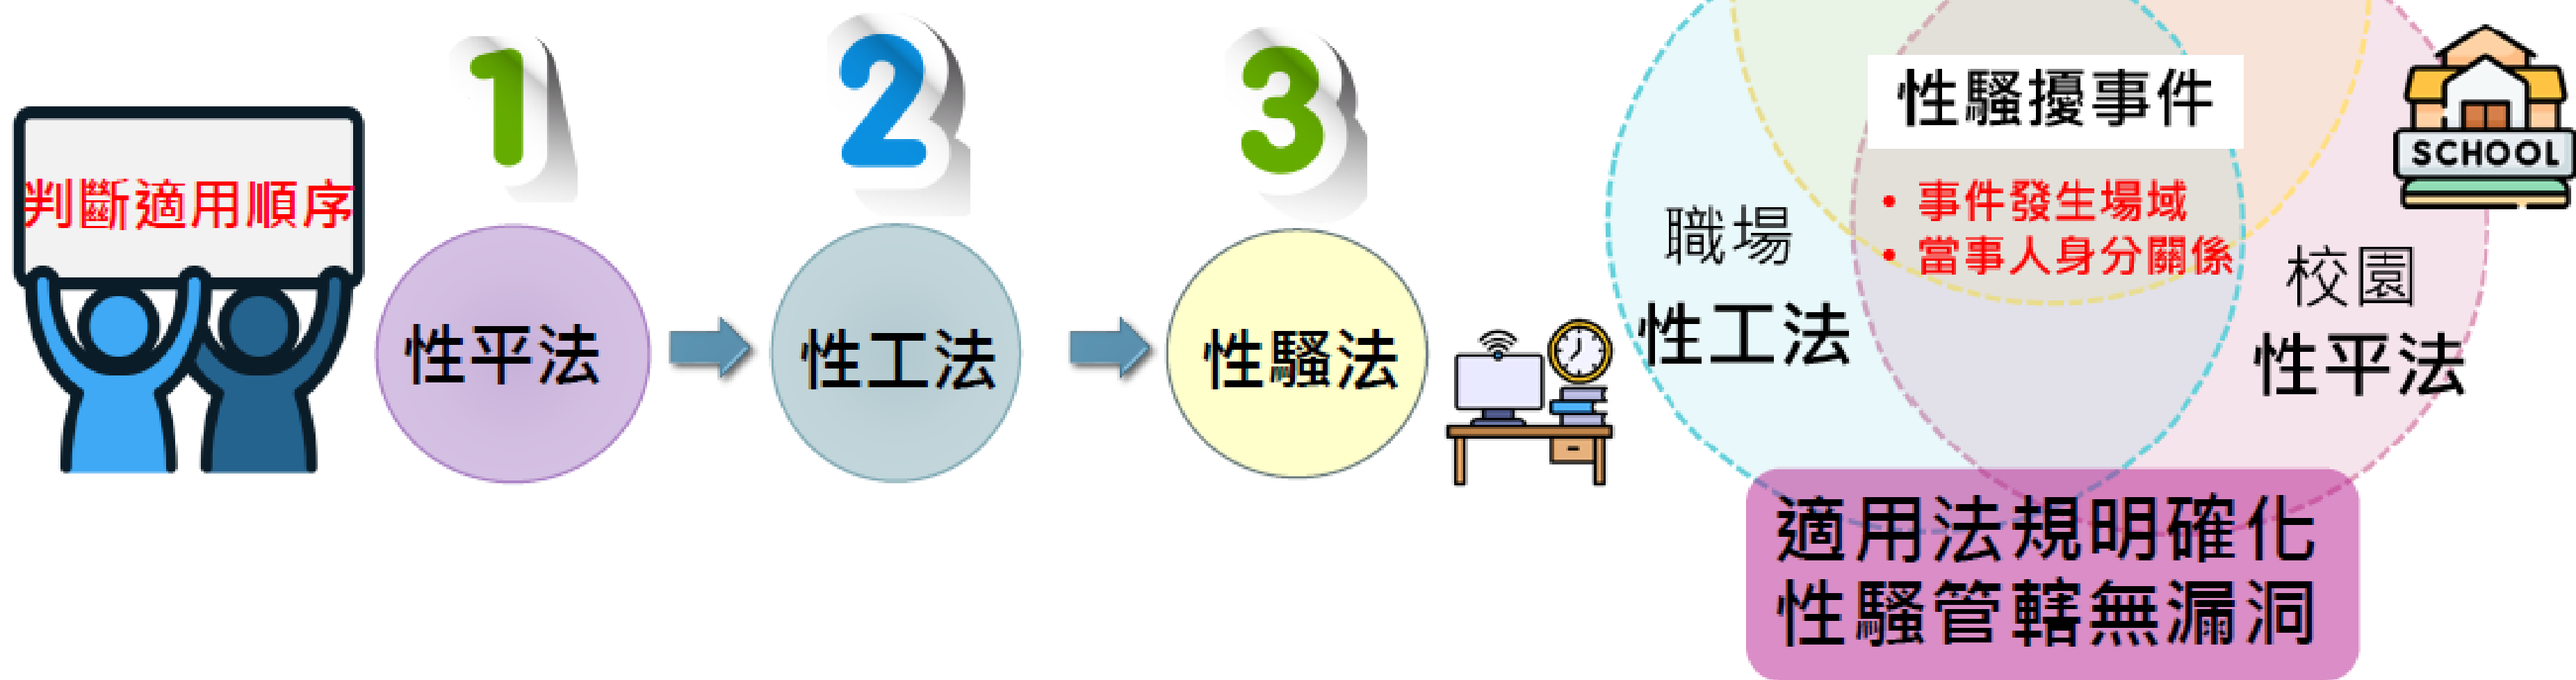 判斷適用順序
1
2
3
性平法
性工法
性騷法
性騷擾事件
• 事件發生場域
• 當事人身分關係
職場
性工法
SCHOOL
校園
性平法
適用法規明確化
性騷管轄無漏洞